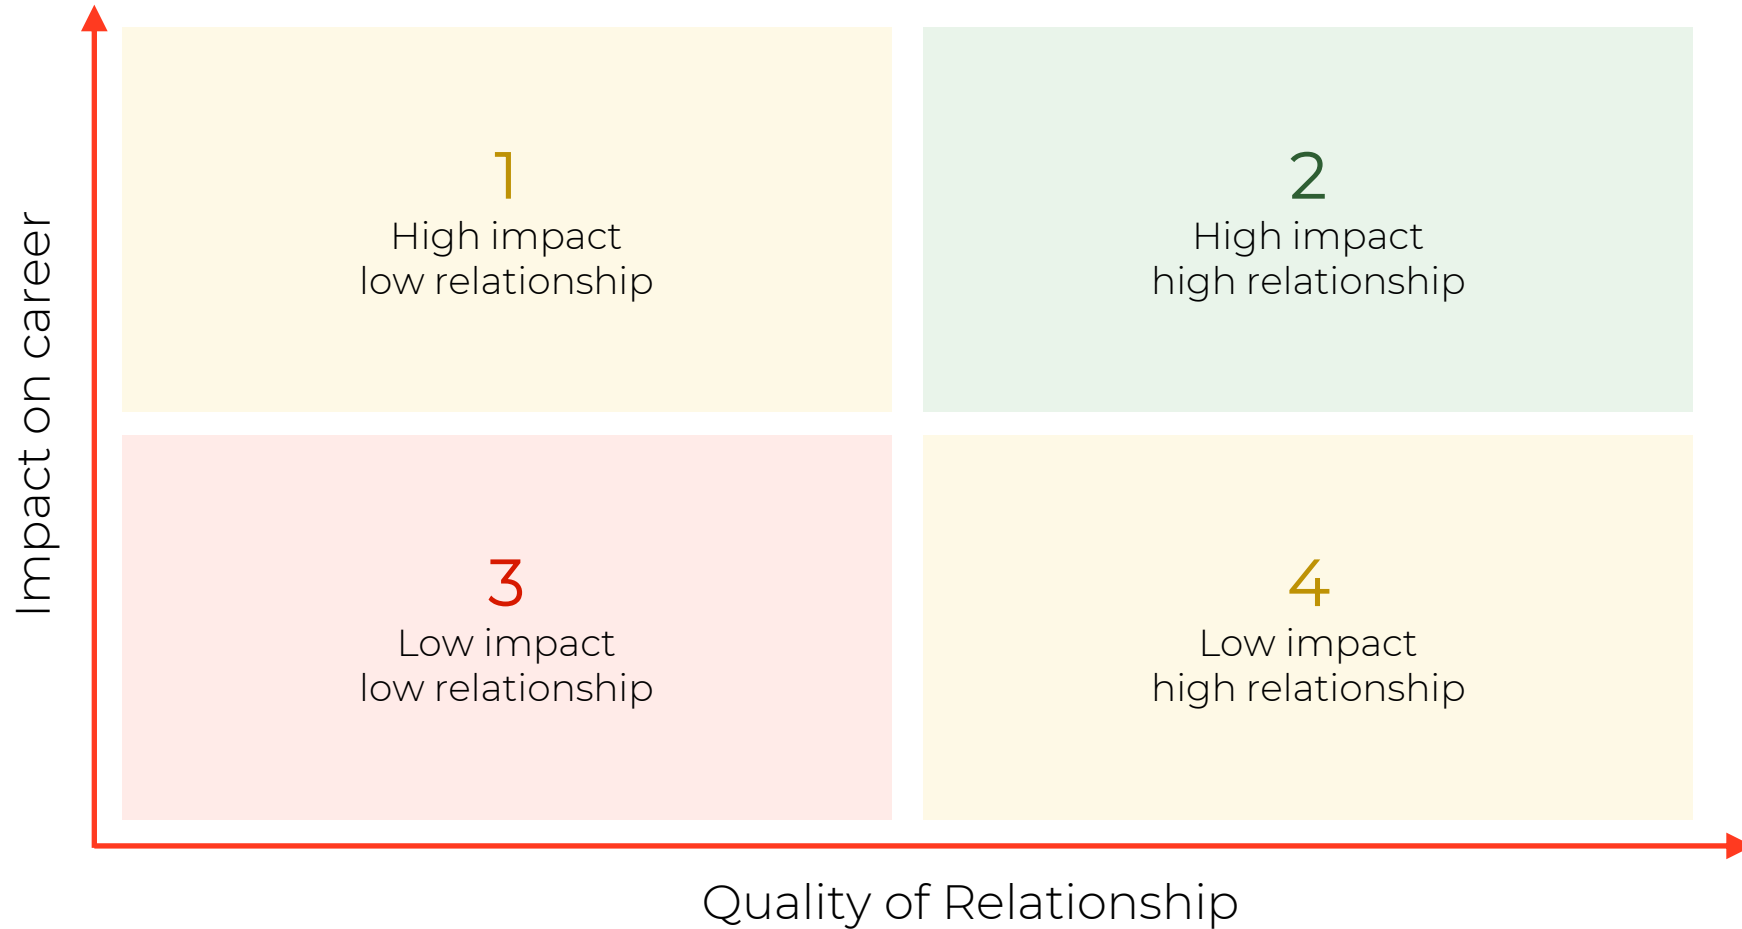 Impact on career
1
High impact
low relationship
2
High impact
high relationship
3
Low impact
low relationship
4
Low impact
high relationship
Quality of Relationship